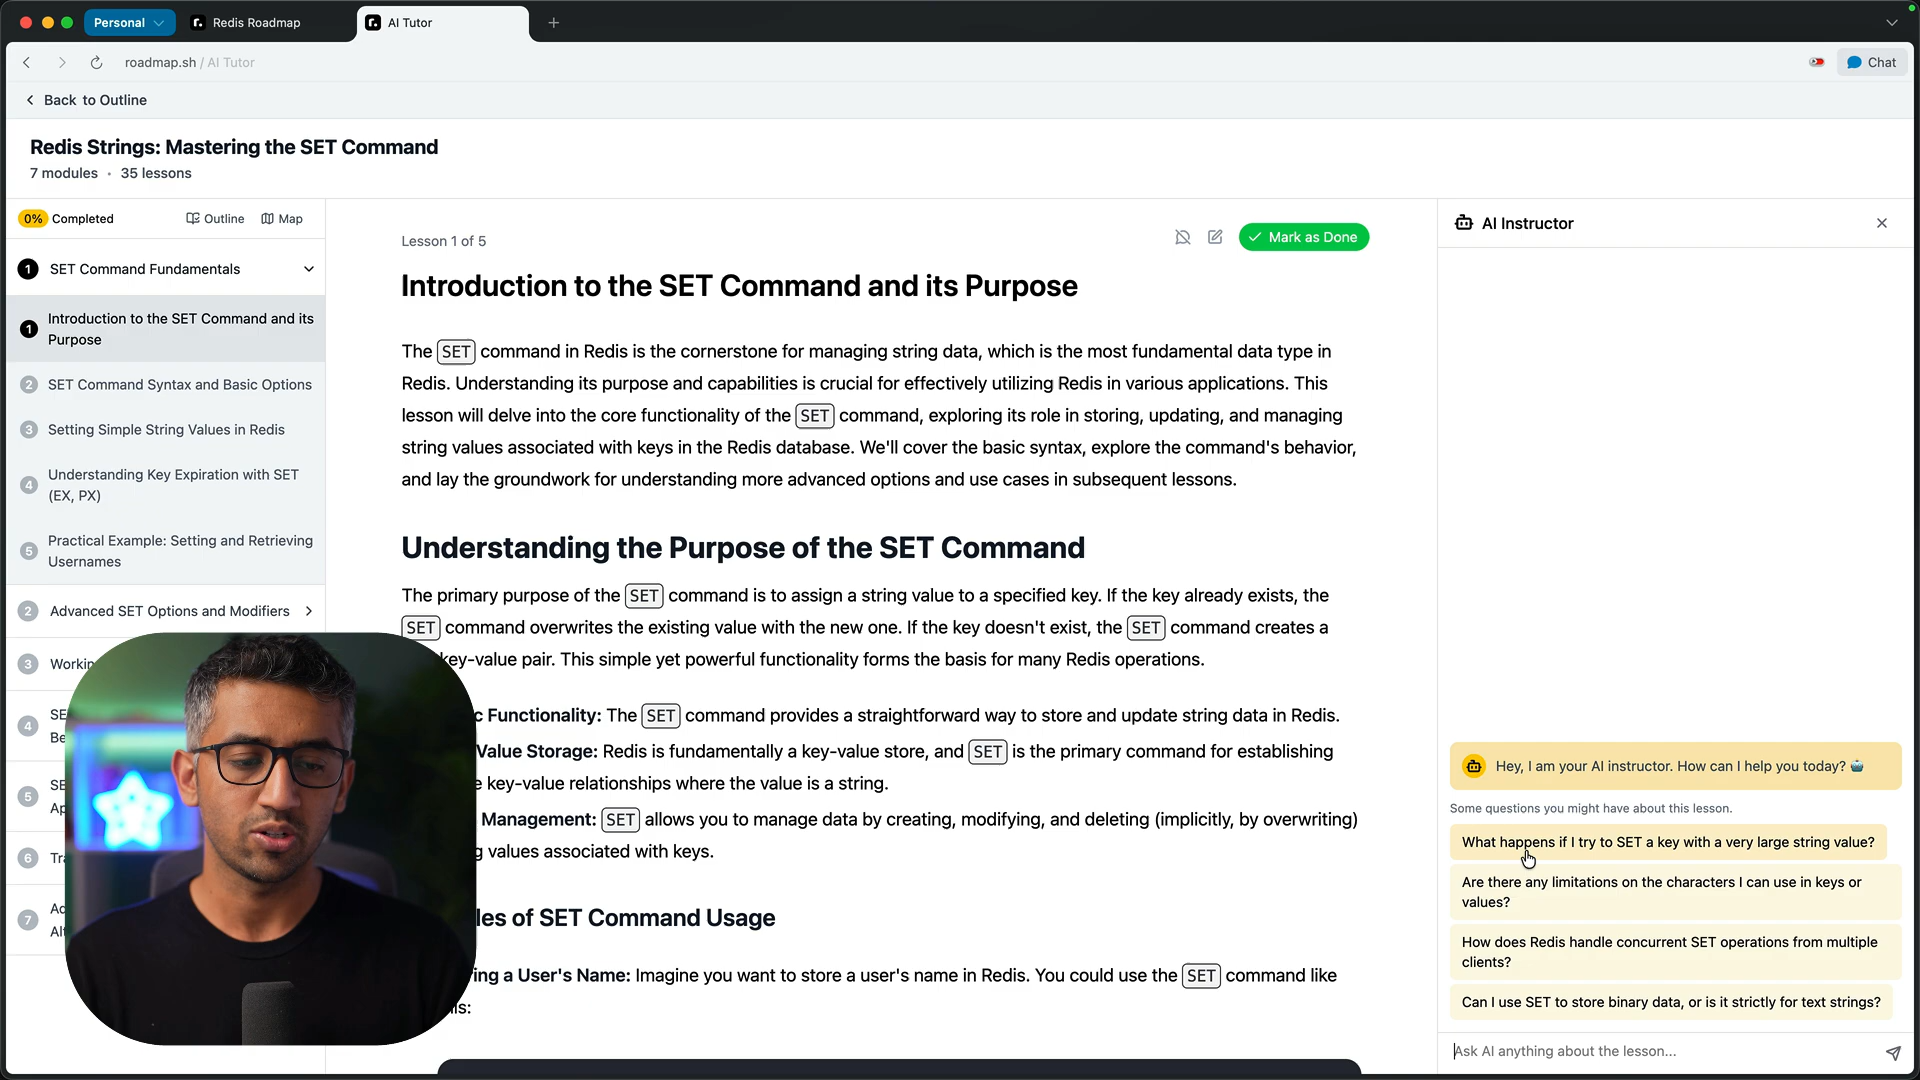 Personal
Redis Roadmap
AI Tutor
roadmap.sh / AI Tutor
Chat
Back to Outline
Redis Strings: Mastering the SET Command
7 modules • 35 lessons
0% Completed
Outline
Map
1 SET Command Fundamentals
1 Introduction to the SET Command and its
Purpose
2 SET Command Syntax and Basic Options
3 Setting Simple String Values in Redis
4 Understanding Key Expiration with SET
(EX, PX)
5 Practical Example: Setting and Retrieving
Usernames
2 Advanced SET Options and Modifiers
3
4
5
6
7
Lesson 1 of 5
Mark as Done
Introduction to the SET Command and its Purpose
The SET command in Redis is the cornerstone for managing string data, which is the most fundamental data type in
Redis. Understanding its purpose and capabilities is crucial for effectively utilizing Redis in various applications. This
lesson will delve into the core functionality of the SET command, exploring its role in storing, updating, and managing
string values associated with keys in the Redis database. We'll cover the basic syntax, explore the command's behavior,
and lay the groundwork for understanding more advanced options and use cases in subsequent lessons.
Understanding the Purpose of the SET Command
The primary purpose of the SET command is to assign a string value to a specified key. If the key already exists, the
SET command overwrites the existing value with the new one. If the key doesn't exist, the SET command creates a
key-value pair. This simple yet powerful functionality forms the basis for many Redis operations.
Functionality: The SET command provides a straightforward way to store and update string data in Redis.
Value Storage: Redis is fundamentally a key-value store, and SET is the primary command for establishing
key-value relationships where the value is a string.
Management: SET allows you to manage data by creating, modifying, and deleting (implicitly, by overwriting)
values associated with keys.
of SET Command Usage
a User's Name: Imagine you want to store a user's name in Redis. You could use the SET command like
AI Instructor
Hey, I am your AI instructor. How can I help you today?
Some questions you might have about this lesson.
What happens if I try to SET a key with a very large string value?
Are there any limitations on the characters I can use in keys or
values?
How does Redis handle concurrent SET operations from multiple
clients?
Can I use SET to store binary data, or is it strictly for text strings?
Ask AI anything about the lesson...